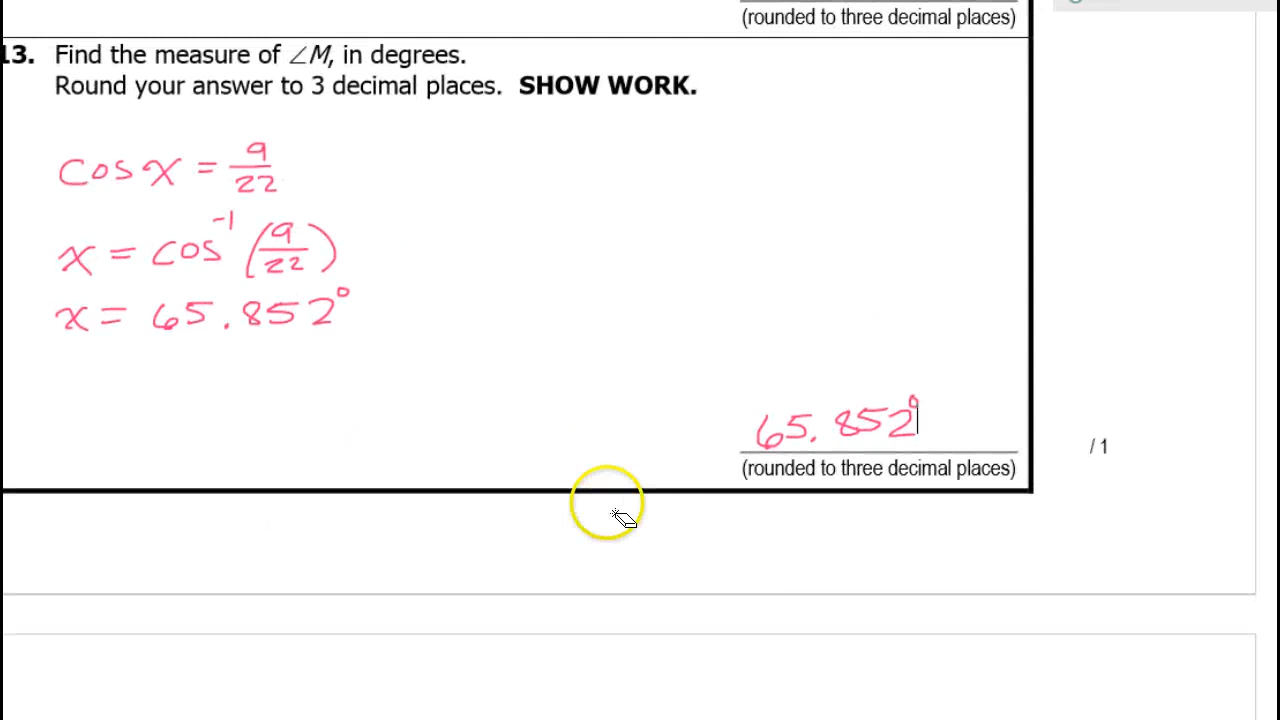 (rounded to three decimal places)
13. Find the measure of ∠M, in degrees.
Round your answer to 3 decimal places. SHOW WORK.
cos x = 9/22
x = cos⁻¹ (9/22)
x = 65.852°
65.852°
(rounded to three decimal places)
/ 1